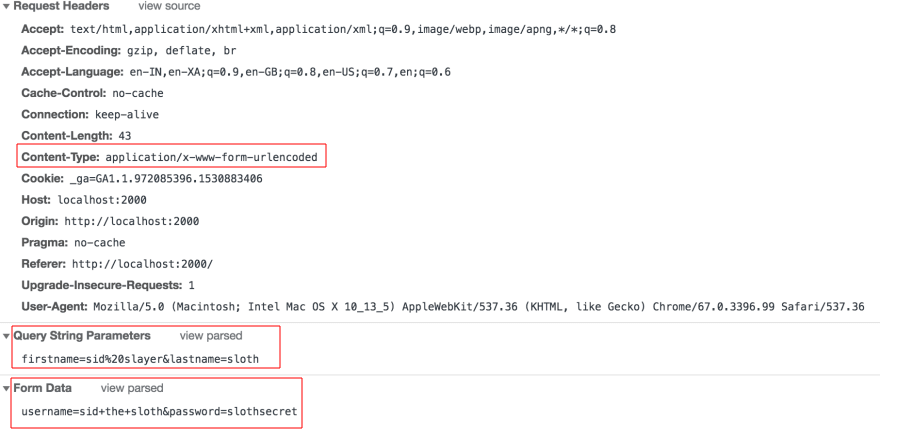 Request Headers view source
Accept: text/html,application/xhtml+xml,application/xml;q=0.9,image/webp,image/apng,*/*;q=0.8
Accept-Encoding: gzip, deflate, br
Accept-Language: en-IN,en-XA;q=0.9,en-GB;q=0.8,en-US;q=0.7,en;q=0.6
Cache-Control: no-cache
Connection: keep-alive
Content-Length: 43
Content-Type: application/x-www-form-urlencoded
Cookie: _ga=GA1.1.972085396.1530883406
Host: localhost:2000
Origin: http://localhost:2000
Pragma: no-cache
Referer: http://localhost:2000/
Upgrade-Insecure-Requests: 1
User-Agent: Mozilla/5.0 (Macintosh; Intel Mac OS X 10_13_5) AppleWebKit/537.36 (KHTML, like Gecko) Chrome/67.0.3396.99 Safari/537.36
Query String Parameters view parsed
firstname=sid%20slayer&lastname=sloth
Form Data view parsed
username=sid+the+sloth&password=slothsecret